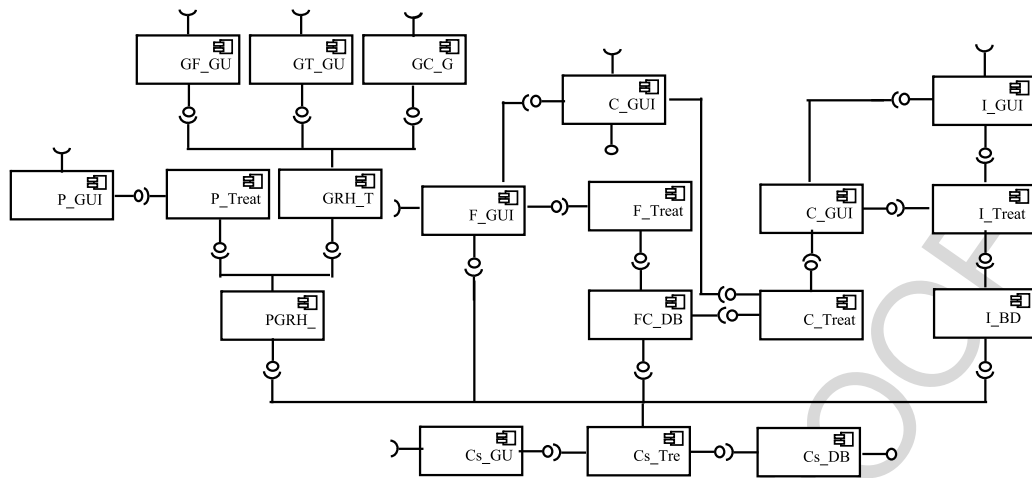 GF_GU
GT_GU
GC_G
C_GUI
I_GUI
P_GUI
P_Treat
GRH_T
F_GUI
F_Treat
C_GUI
I_Treat
PGRH_
FC_DB
C_Treat
I_BD
Cs_GU
Cs_Tre
Cs_DB